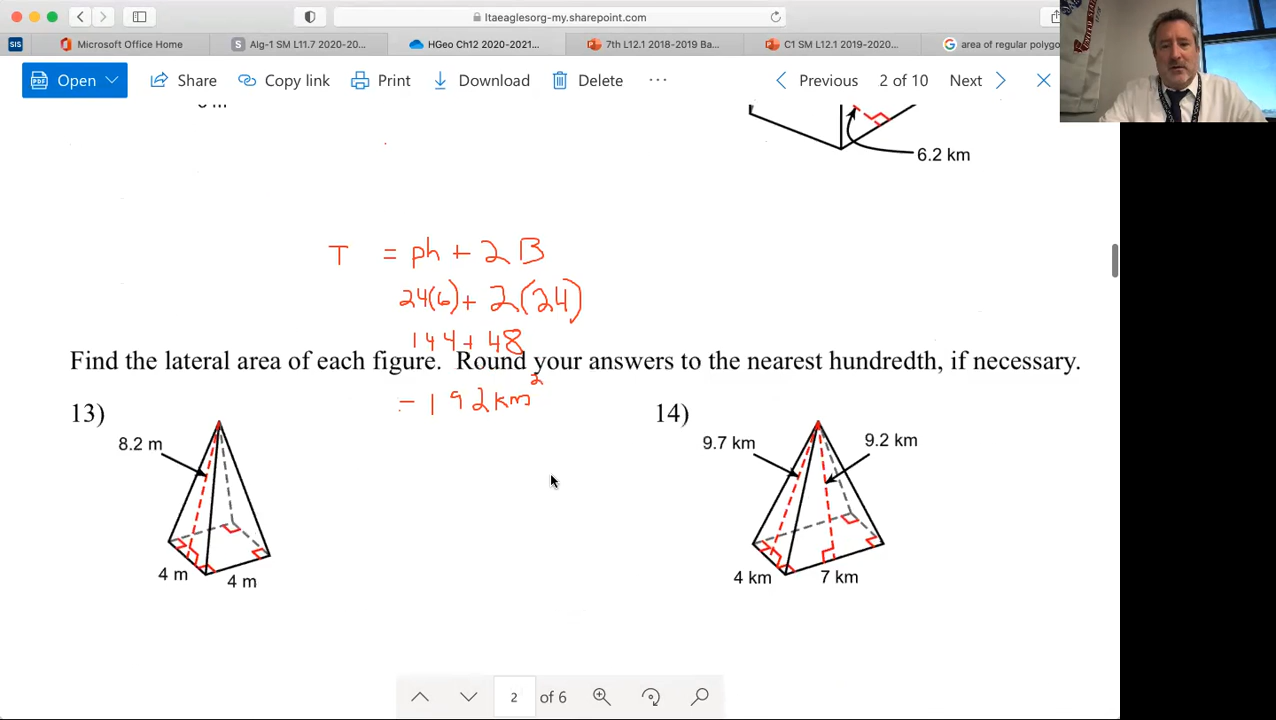 ltaeaglesorg-my.sharepoint.com
SIS Microsoft Office Home S Alg-1 SM L11.7 2020-20... HGeo Ch12 2020-2021... 7th L12.1 2018-2019 Ba... C1 SM L12.1 2019-2020... G area of regular polygo
PDF Open Share Copy link Print Download Delete ··· Previous 2 of 10 Next
6.2 km
T = ph + 2 B
24(6) + 2(24)
144 + 48
Find the lateral area of each figure. Round your answers to the nearest hundredth, if necessary.
= 192 km²
13)
8.2 m
4 m
4 m
14)
9.7 km
9.2 km
4 km
7 km
2 of 6